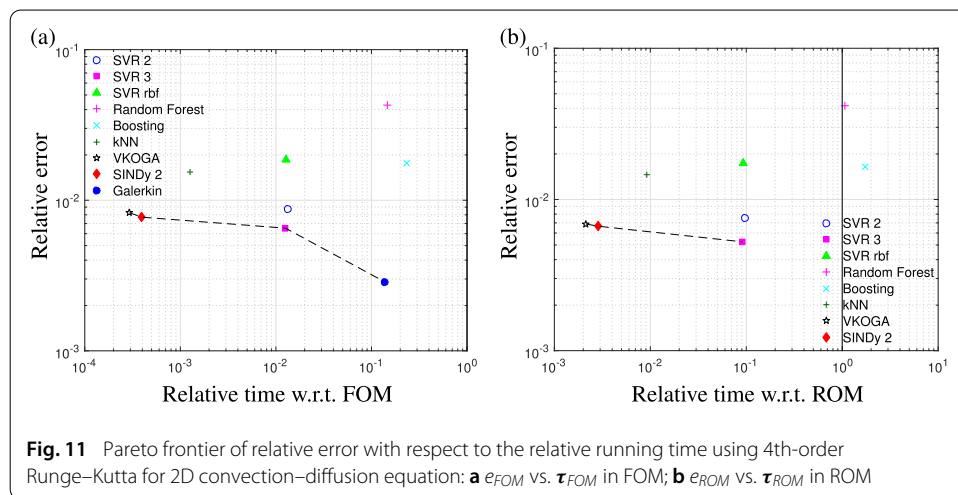 (a)
10^-1
10^-2
10^-3
Relative error
SVR 2
SVR 3
SVR rbf
Random Forest
Boosting
kNN
VKOGA
SINDy 2
Galerkin
10^-4
10^-3
10^-2
10^-1
10^0
Relative time w.r.t. FOM
(b)
10^-1
10^-2
10^-3
Relative error
SVR 2
SVR 3
SVR rbf
Random Forest
Boosting
kNN
VKOGA
SINDy 2
10^-3
10^-2
10^-1
10^0
10^1
Relative time w.r.t. ROM
Fig. 11 Pareto frontier of relative error with respect to the relative running time using 4th-order
Runge–Kutta for 2D convection–diffusion equation: a e_FOM vs. τ_FOM in FOM; b e_ROM vs. τ_ROM in ROM